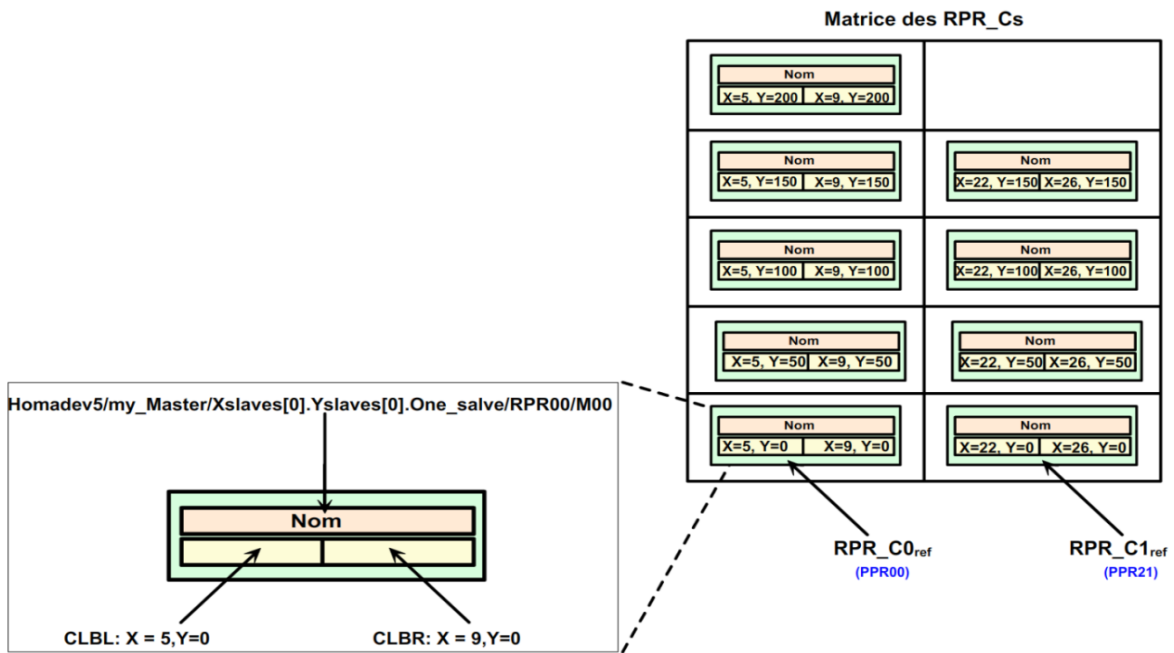 Matrice des RPR_Cs
Nom
X=5, Y=200 X=9, Y=200
Nom
X=5, Y=150 X=9, Y=150
Nom
X=22, Y=150 X=26, Y=150
Nom
X=5, Y=100 X=9, Y=100
Nom
X=22, Y=100 X=26, Y=100
Nom
X=5, Y=50 X=9, Y=50
Nom
X=22, Y=50 X=26, Y=50
Nom
X=5, Y=0 X=9, Y=0
Nom
X=22, Y=0 X=26, Y=0
RPR_C0ref
(PPR00)
RPR_C1ref
(PPR21)
Homadev5/my_Master/Xslaves[0].Yslaves[0].One_salve/RPR00/M00
Nom
CLBL: X = 5,Y=0
CLBR: X = 9,Y=0